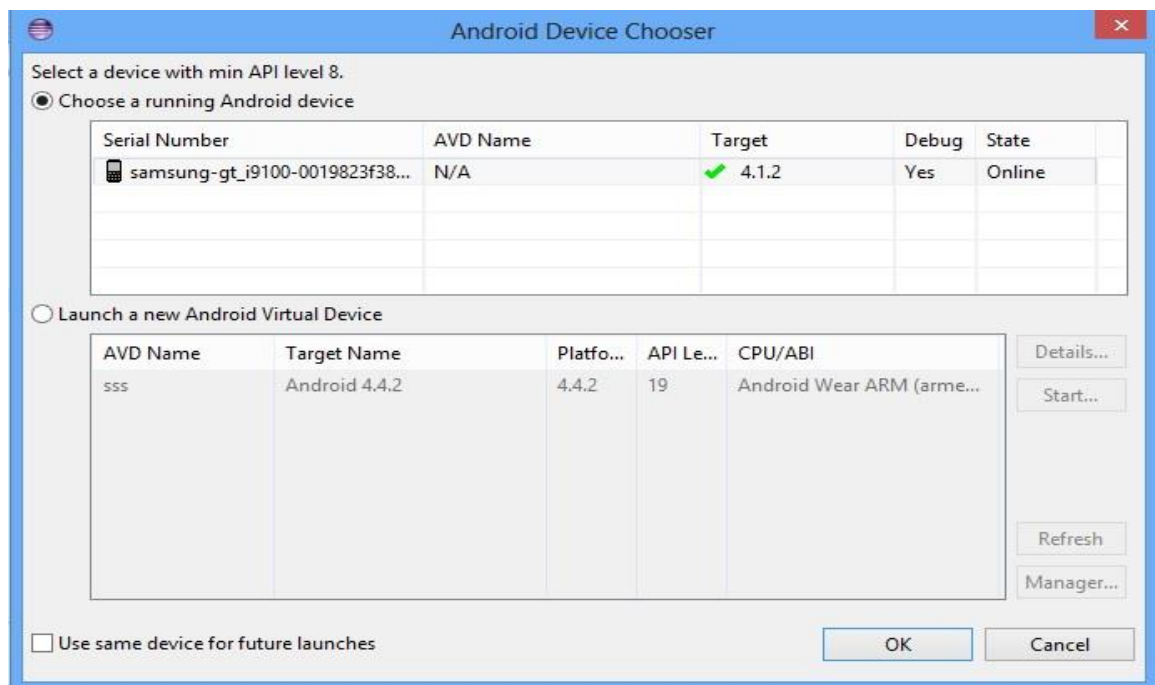 Android Device Chooser
Select a device with min API level 8.
Choose a running Android device
Serial Number AVD Name Target Debug State
samsung-gt_i9100-0019823f38... N/A 4.1.2 Yes Online
Launch a new Android Virtual Device
AVD Name Target Name Platfo... API Le... CPU/ABI
sss Android 4.4.2 4.4.2 19 Android Wear ARM (arme...
Details...
Start...
Refresh
Manager...
Use same device for future launches
OK Cancel